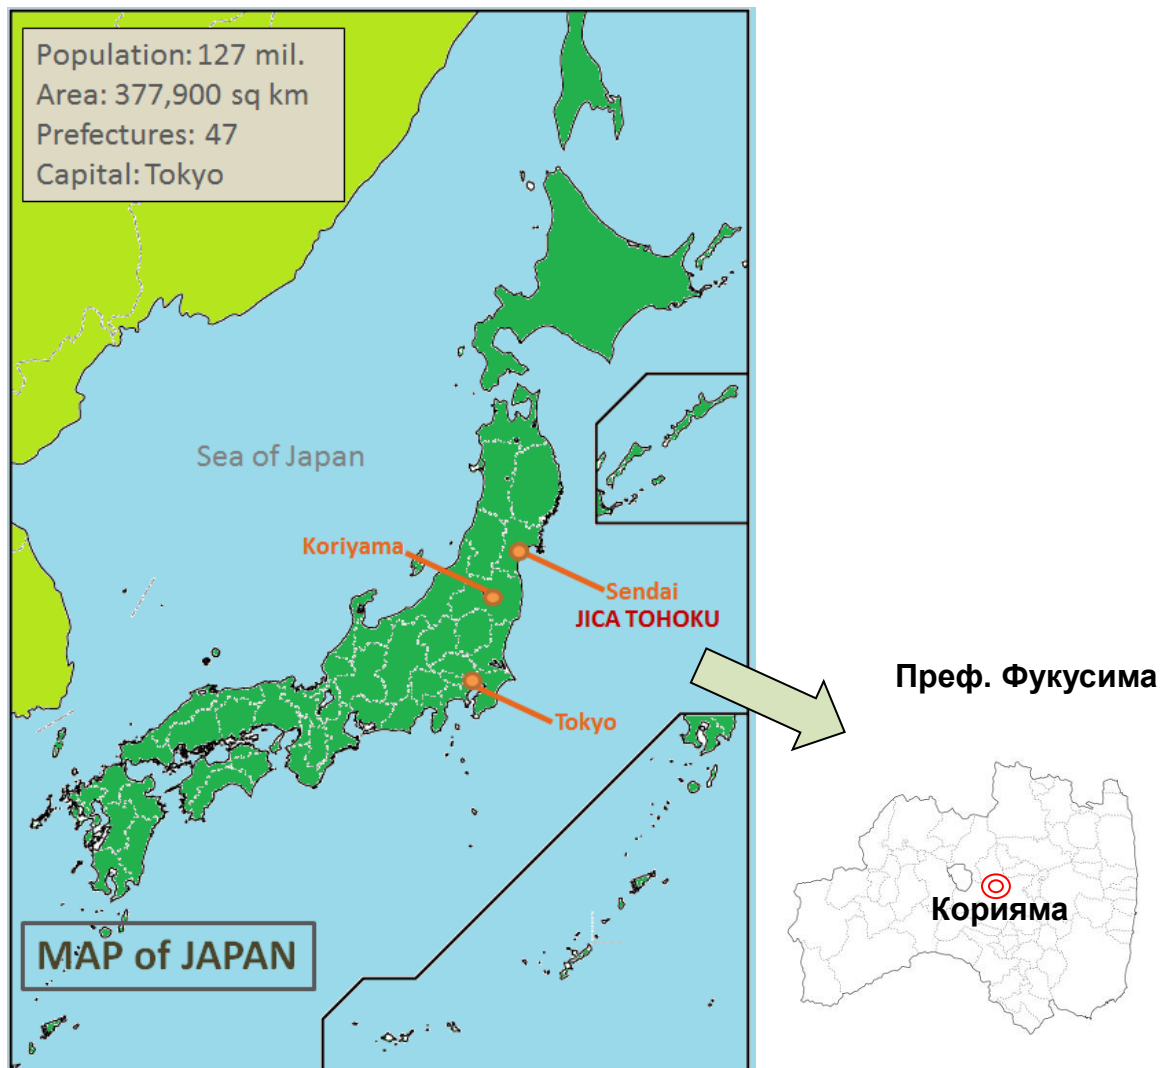 Population: 127 mil.
Area: 377,900 sq km
Prefectures: 47
Capital: Tokyo
Sea of Japan
Koriyama
Sendai
JICA TOHOKU
Tokyo
MAP of JAPAN
Преф. Фукусима
Корияма